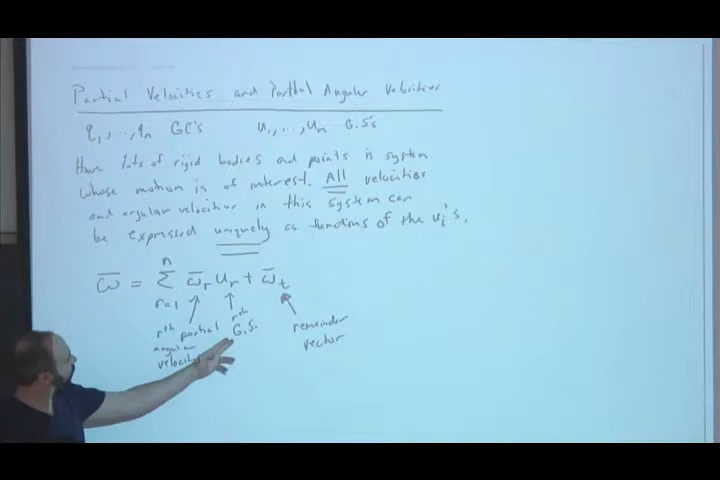 Partial Velocities and Partial Angular Velocities
q₁,...,qₙ GC's u₁,...,uₙ G.S's
Have lots of rigid bodies and points is system
whose motion is of interest. All velocities
and angular velocities in this system can
be expressed uniquely as functions of the uᵢ's.
ω̅ = Σ ω̅ᵣ uᵣ + ω̅ₜ
n
r=1
rᵗʰ partial
angular
velocity
rᵗʰ
G.S.
remainder
vector